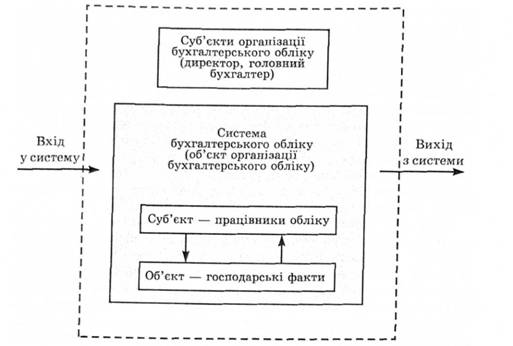 Суб’єкти організації
бухгалтерського обліку
(директор, головний
бухгалтер)
Вхід
у систему
Система
бухгалтерського обліку
(об’єкт організації
бухгалтерського обліку)
Вихід
з системи
Суб’єкт — працівники обліку
Об’єкт — господарські факти